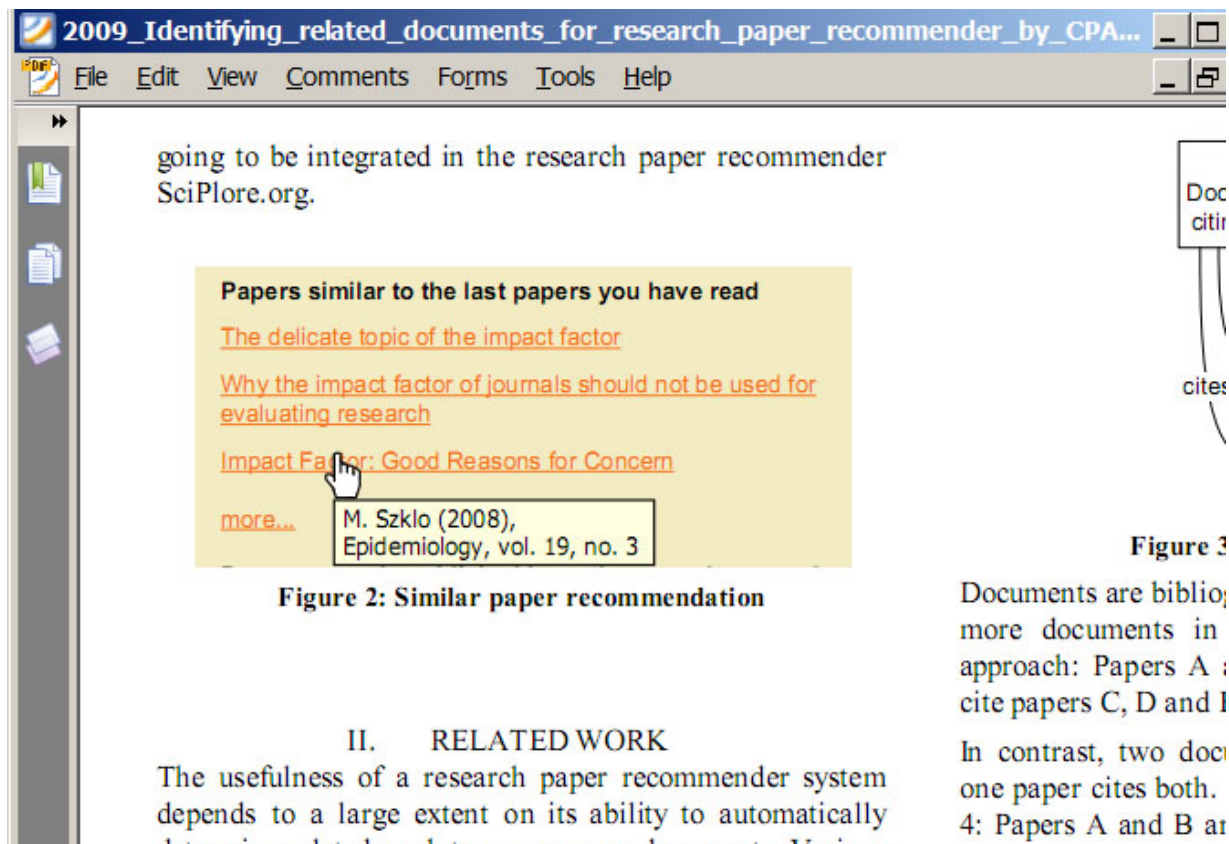 2009_Identifying_related_documents_for_research_paper_recommender_by_CPA...
File Edit View Comments Forms Tools Help
going to be integrated in the research paper recommender
SciPlore.org.
Papers similar to the last papers you have read
The delicate topic of the impact factor
Why the impact factor of journals should not be used for
evaluating research
Impact Factor: Good Reasons for Concern
more...
M. Szklo (2008),
Epidemiology, vol. 19, no. 3
Figure 2: Similar paper recommendation
II. RELATED WORK
The usefulness of a research paper recommender system
depends to a large extent on its ability to automatically
cites
Figure 3
Documents are
more documents in
approach: Papers A
cite papers C, D and
In contrast, two
one paper cites both.
4: Papers A and B